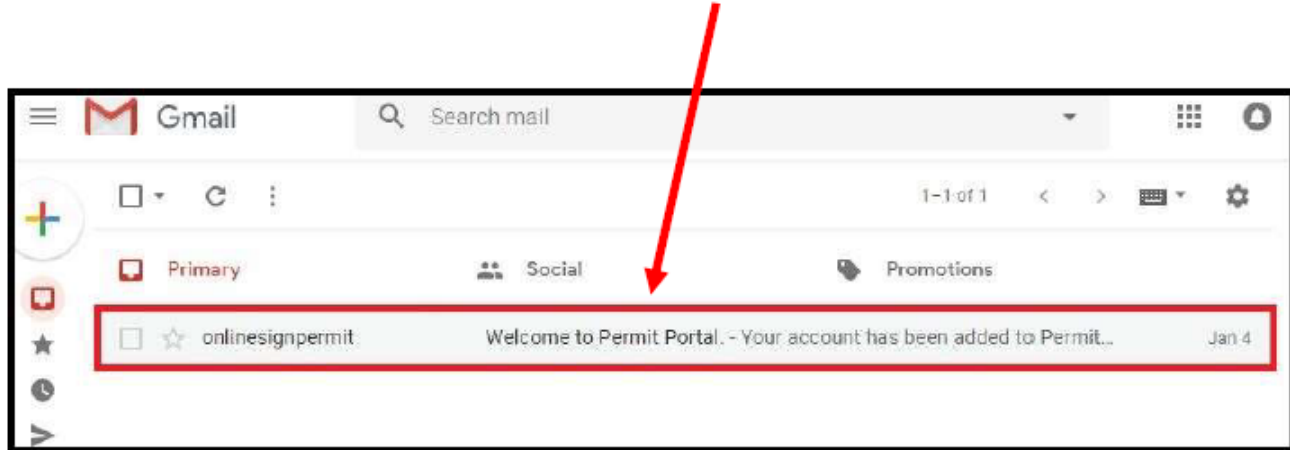 Gmail Search mail
1–1 of 1
Primary Social Promotions
onlinesignpermit Welcome to Permit Portal. - Your account has been added to Permit... Jan 4